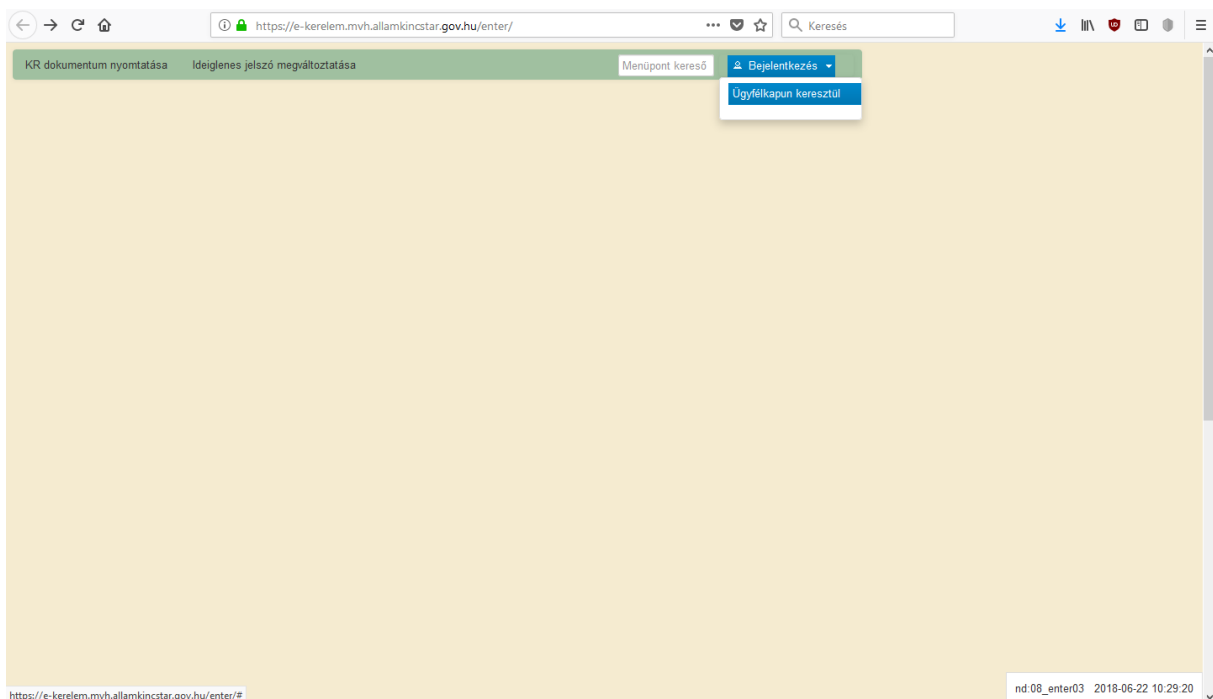 https://e-kerelem.mvh.allamkincstar.gov.hu/enter/
Keresés
KR dokumentum nyomtatása
Ideiglenes jelszó megváltoztatása
Menüpont kereső
Bejelentkezés
Ügyfélkapun keresztül
https://e-kerelem.mvh.allamkincstar.gov.hu/enter/#
nd:08_enter03 2018-06-22 10:29:20